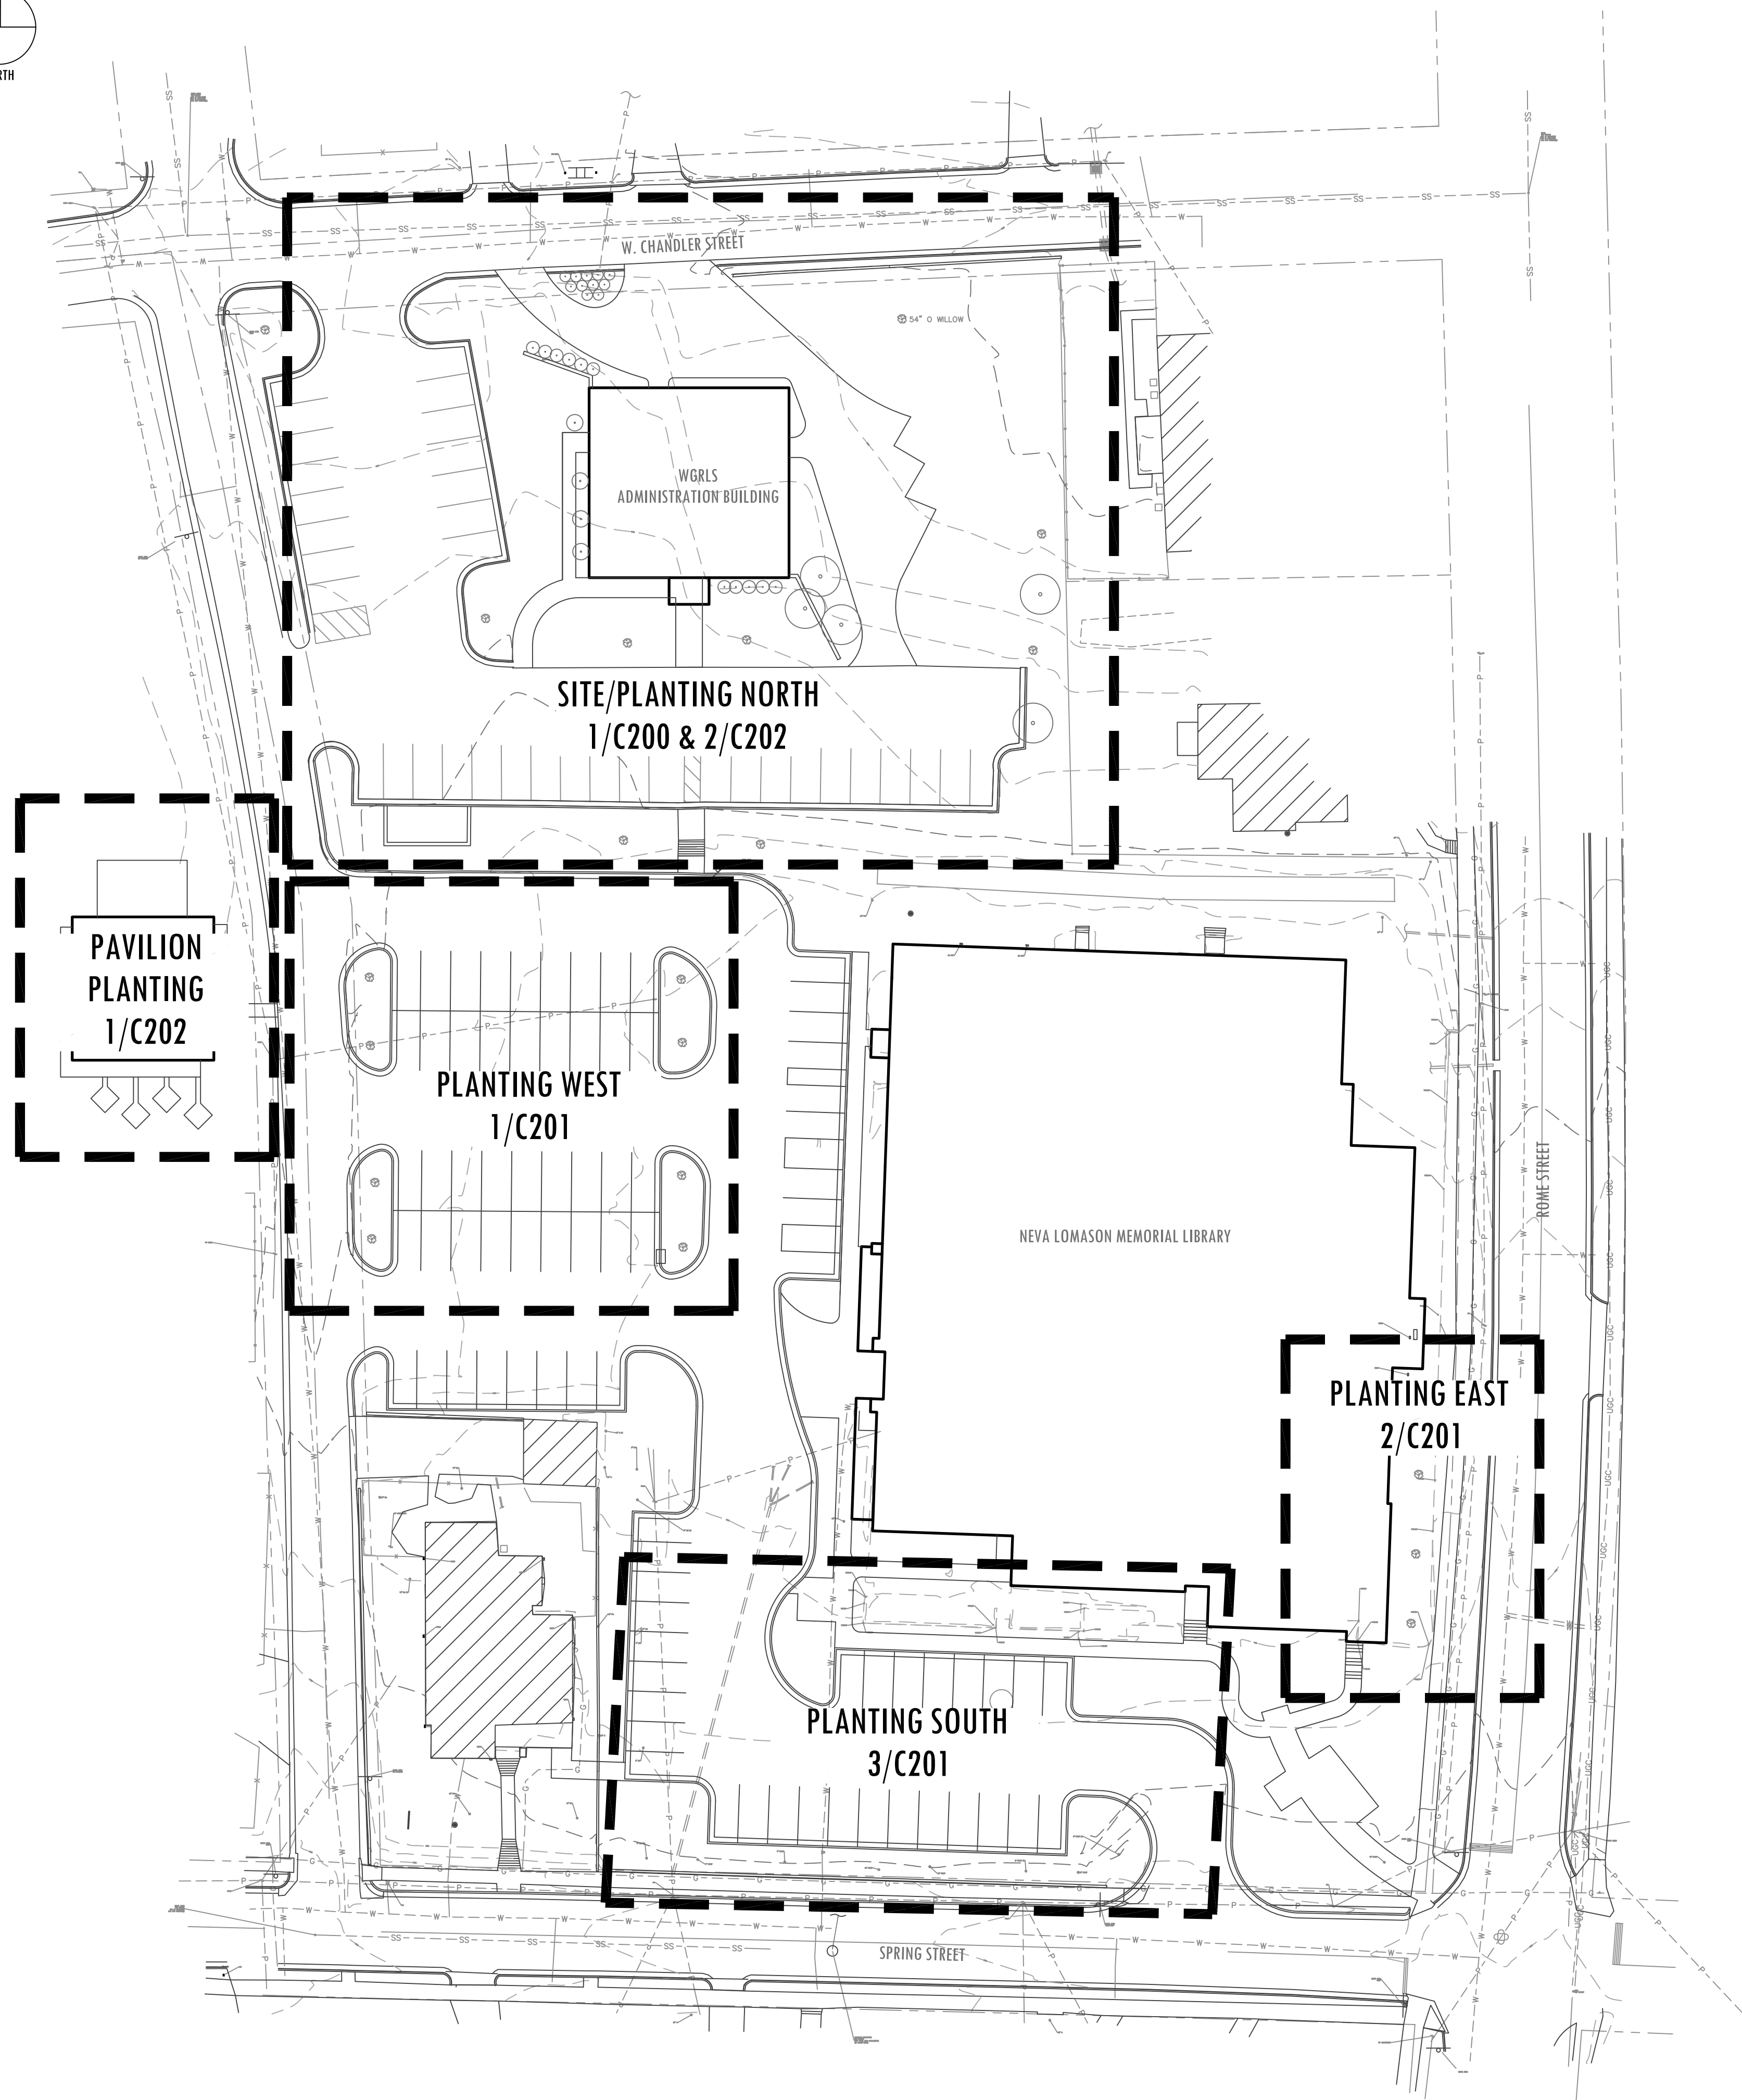 RTH
W. CHANDLER STREET
54" O WILLOW
WGRLS
ADMINISTRATION BUILDING
SITE/PLANTING NORTH
1/C200 & 2/C202
PAVILION
PLANTING
1/C202
PLANTING WEST
1/C201
NEVA LOMASON MEMORIAL LIBRARY
ROME STREET
PLANTING EAST
2/C201
PLANTING SOUTH
3/C201
SPRING STREET